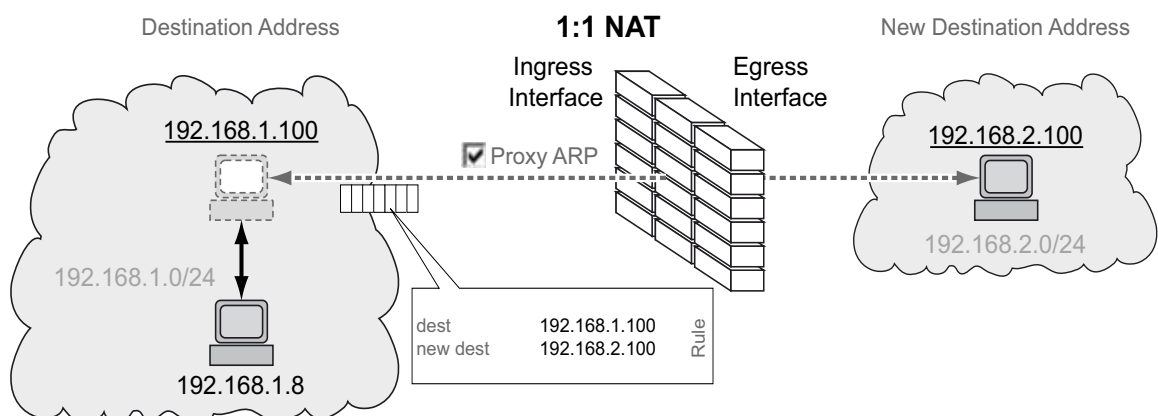 Destination Address
1:1 NAT
New Destination Address
Ingress
Interface
Egress
Interface
192.168.1.100
Proxy ARP
192.168.2.100
192.168.1.0/24
192.168.2.0/24
dest 192.168.1.100
new dest 192.168.2.100
Rule
192.168.1.8